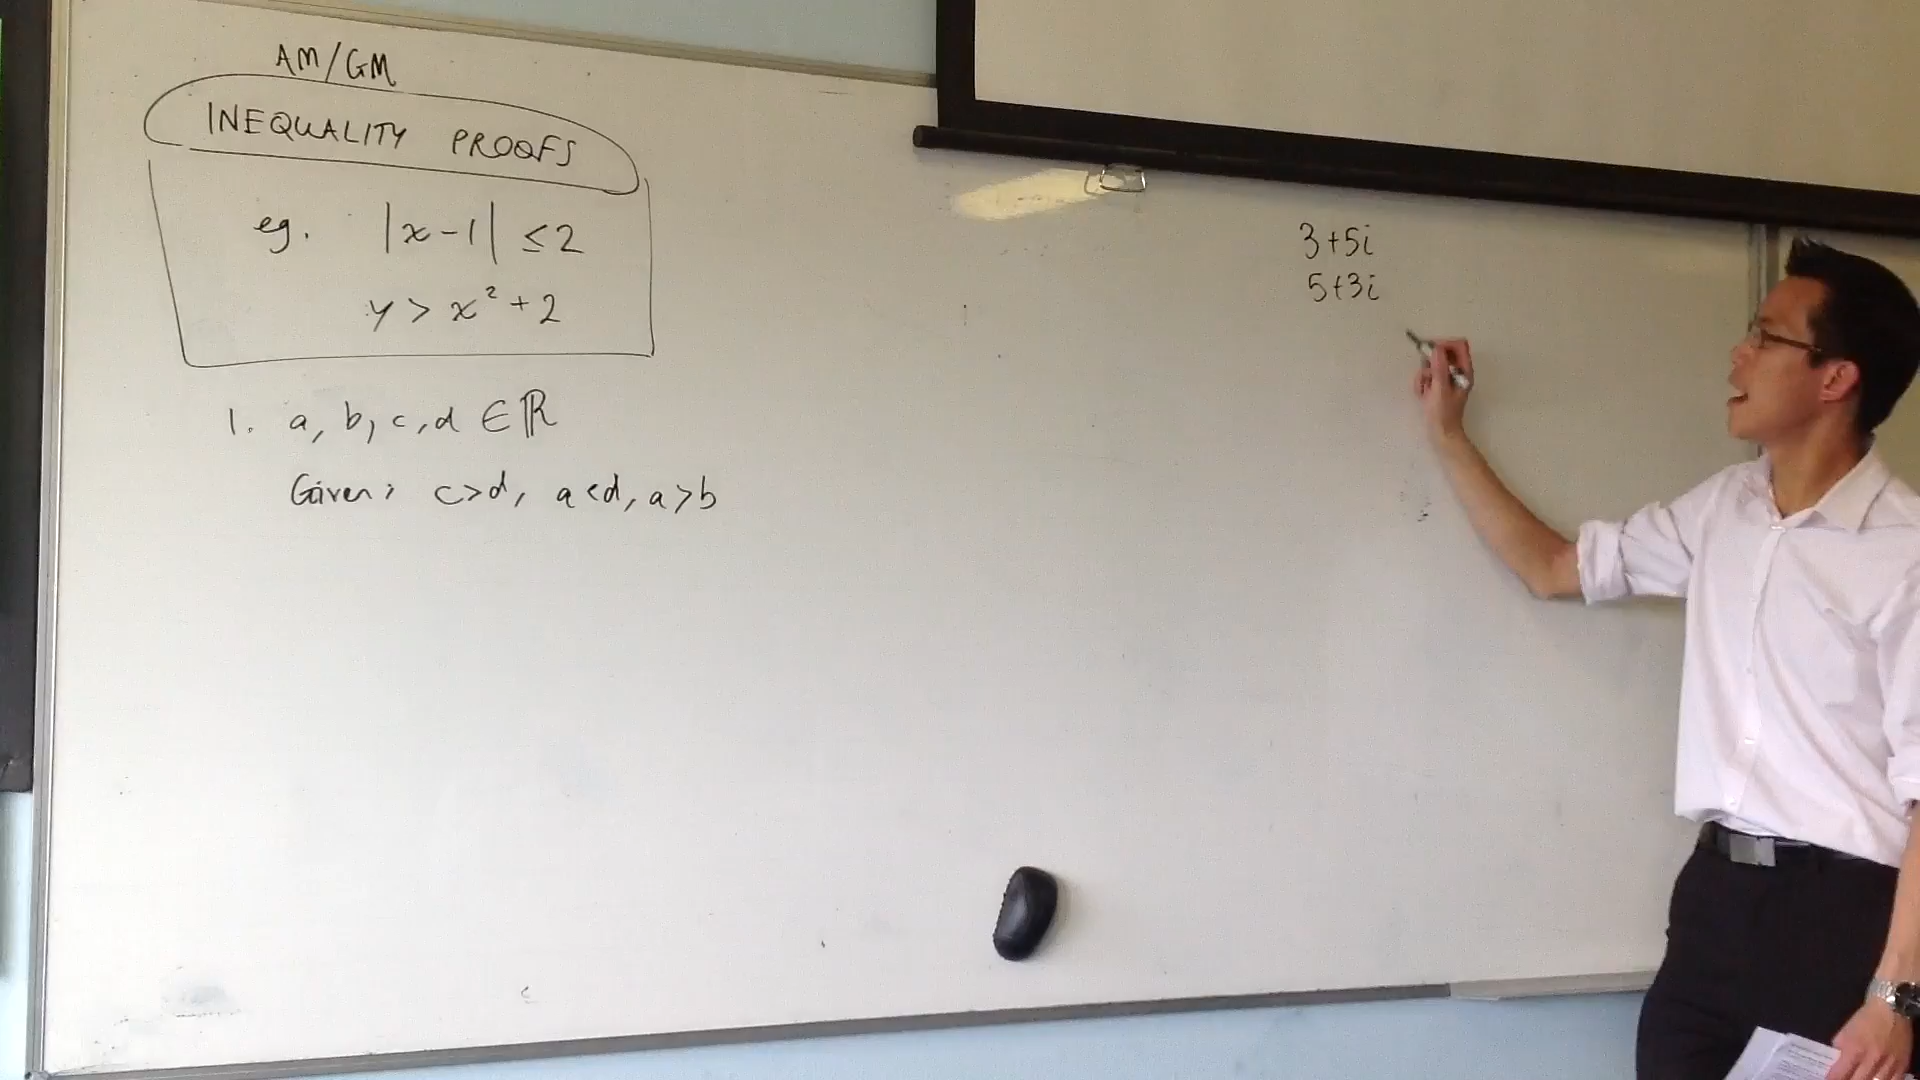 AM/GM
INEQUALITY PROOFS
eg. |x-1| ≤ 2
y > x² + 2
1. a, b, c, d ∈ ℝ
Given: c>d, a<d, a>b
3+5i
5+3i